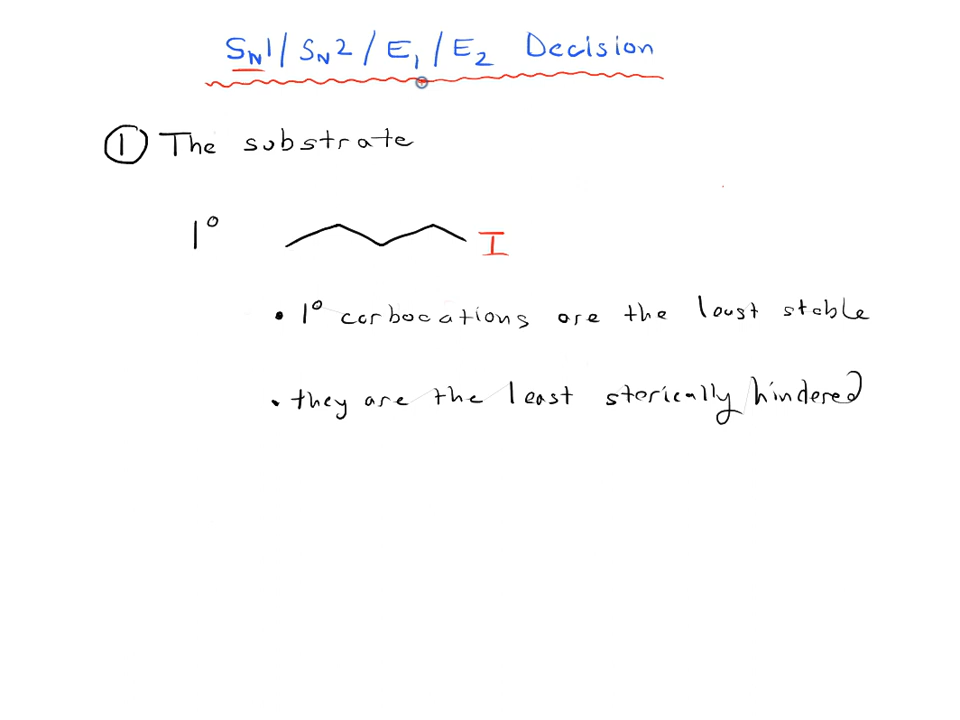 SN1 / SN2 / E1 / E2 Decision
① The substrate
1° I
• 1° carbocations are the least stable
• they are the least sterically hindered